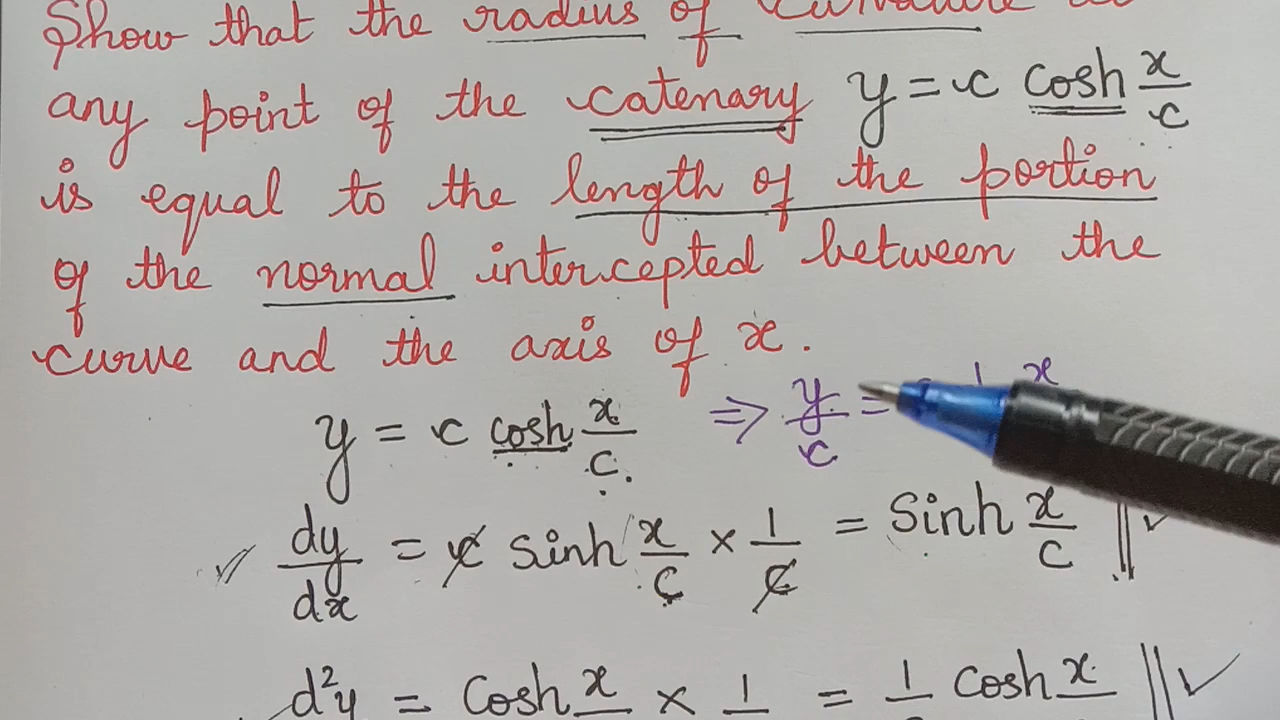 Show that the radius of curvature
any point of the catenary y = c cosh x/c
is equal to the length of the portion
of the normal intercepted between the
curve and the axis of x.
y = c cosh x/c ⇒ y/c =
dy/dx = c sinh x/c × 1/c = Sinh x/c
d²y = Cosh x × 1 = 1 cosh x